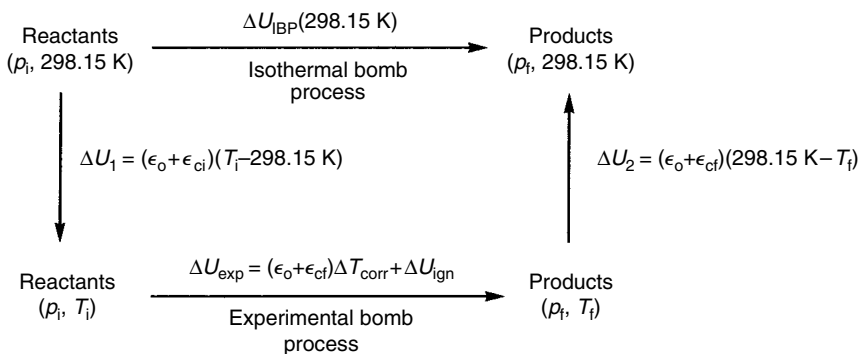 Reactants
(pi, 298.15 K)
ΔUIBP(298.15 K)
Isothermal bomb
process
Products
(pf, 298.15 K)
ΔU1 = (ϵo+ϵci)(Ti–298.15 K)
ΔU2 = (ϵo+ϵcf)(298.15 K–Tf)
Reactants
(pi, Ti)
ΔUexp = (ϵo+ϵcf)ΔTcorr+ΔUign
Experimental bomb
process
Products
(pf, Tf)